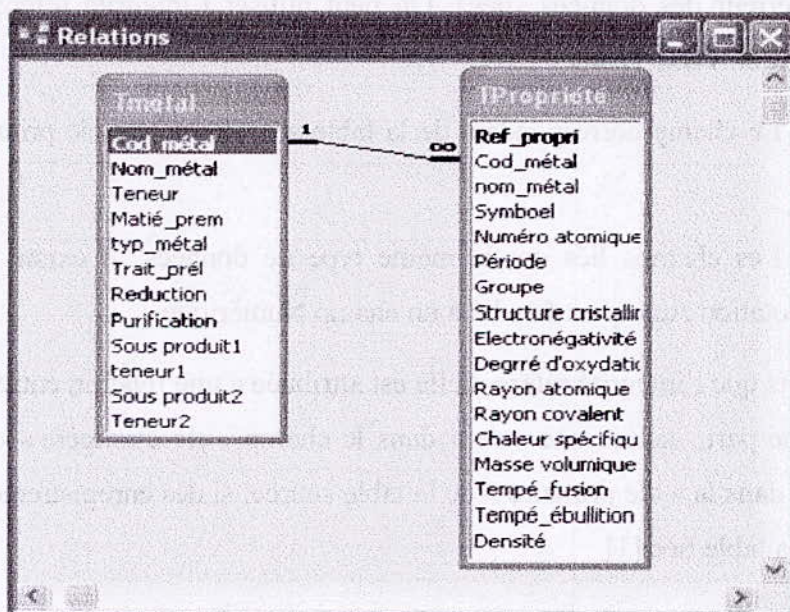 Relations
Tmétal
Cod_métal
Nom_métal
Teneur
Matié_prem
typ_métal
Trait_prél
Reduction
Purification
Sous produit1
teneur1
Sous produit2
Teneur2
1
∞
TPropriété
Ref_propri
Cod_métal
nom_métal
Symboel
Numéro atomique
Période
Groupe
Structure cristallin
Electronégativité
Degrré d'oxydatic
Rayon atomique
Rayon covalent
Chaleur spécifiqu
Masse volumique
Tempé_fusion
Tempé_ébullition
Densité